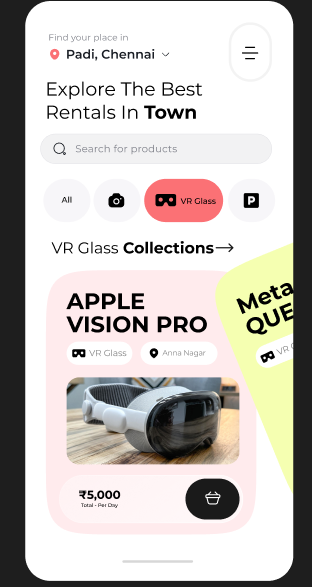 Find your place in
Padi, Chennai
Explore The Best
Rentals In Town
Search for products
All
VR Glass
P
VR Glass Collections
APPLE
VISION PRO
VR Glass
Anna Nagar
₹5,000
Total - Per Day
Meta
QUE
VR G